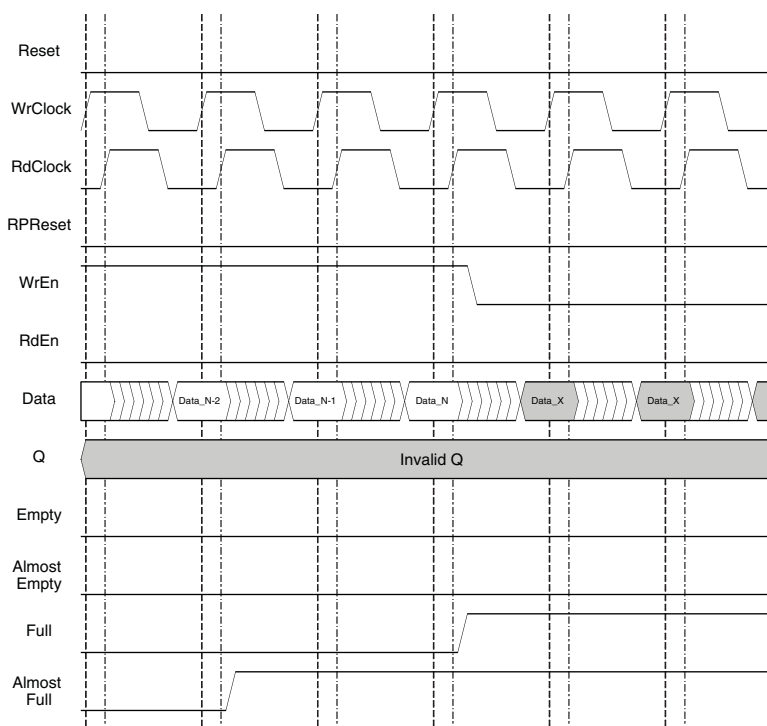 Reset
WrClock
RdClock
RPReset
WrEn
RdEn
Data
Data_N-2
Data_N-1
Data_N
Data_X
Data_X
Q
Invalid Q
Empty
Almost
Empty
Full
Almost
Full